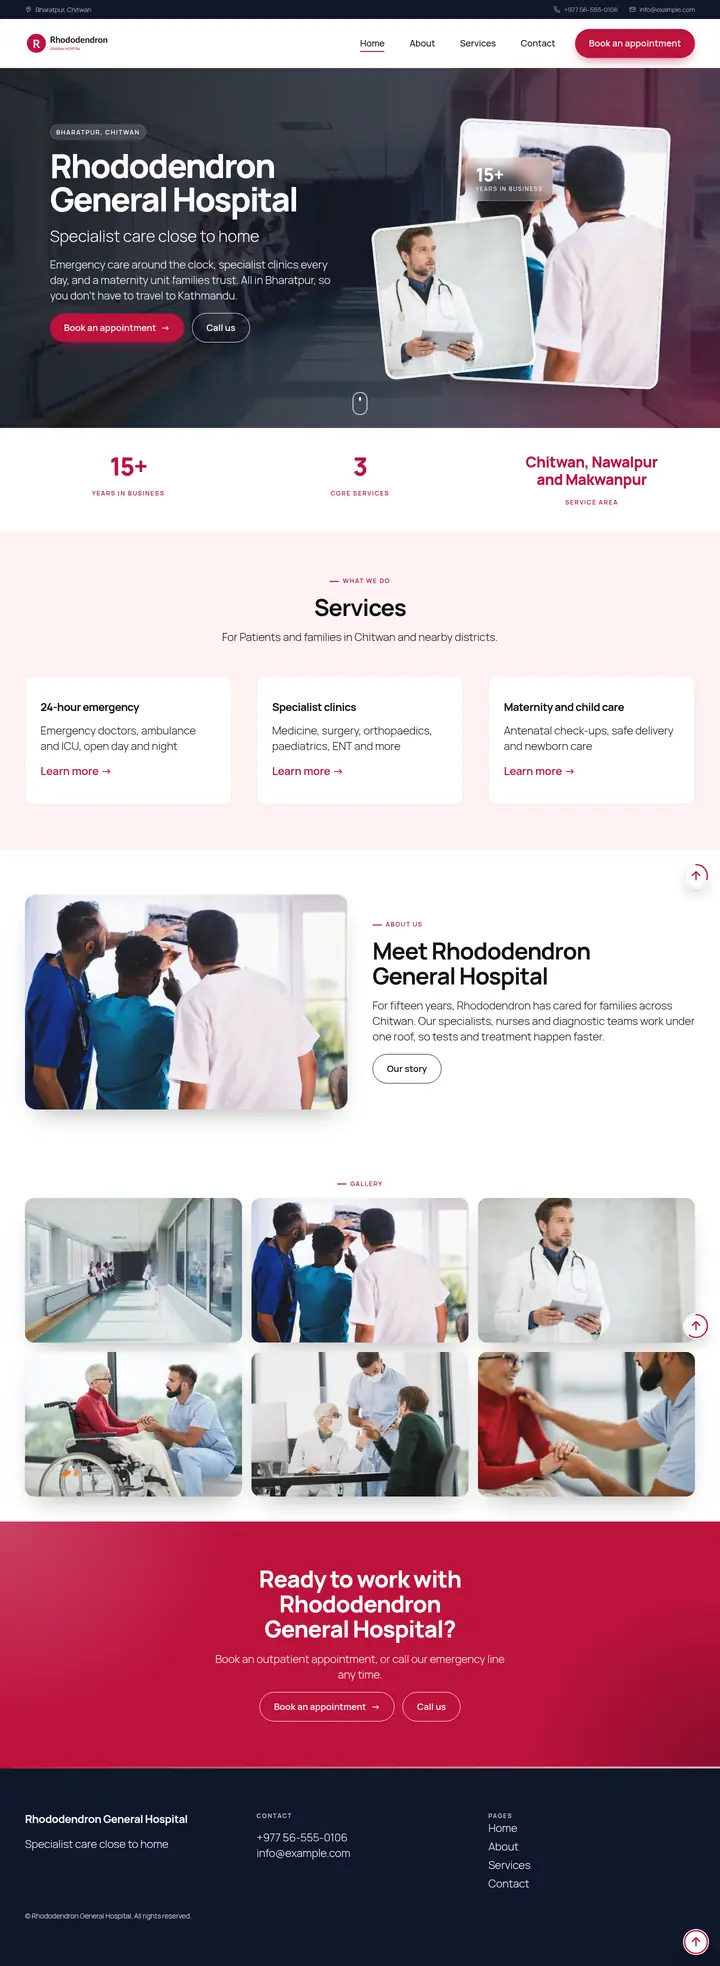 Bharatpur, Chitwan
+977 56-555-0106
info@example.com
R
Rhododendron
GENERAL HOSPITAL
Home
About
Services
Contact
Book an appointment
BHARATPUR, CHITWAN
Rhododendron
General Hospital
Specialist care close to home
Emergency care around the clock, specialist clinics every
day, and a maternity unit families trust. All in Bharatpur, so
you don't have to travel to Kathmandu.
Book an appointment →
Call us
15+
YEARS IN BUSINESS
15+
YEARS IN BUSINESS
3
CORE SERVICES
Chitwan, Nawalpur
and Makwanpur
SERVICE AREA
WHAT WE DO
Services
For Patients and families in Chitwan and nearby districts.
24-hour emergency
Emergency doctors, ambulance
and ICU, open day and night
Learn more →
Specialist clinics
Medicine, surgery, orthopaedics,
paediatrics, ENT and more
Learn more →
Maternity and child care
Antenatal check-ups, safe delivery
and newborn care
Learn more →
ABOUT US
Meet Rhododendron
General Hospital
For fifteen years, Rhododendron has cared for families across
Chitwan. Our specialists, nurses and diagnostic teams work under
one roof, so tests and treatment happen faster.
Our story
GALLERY
Ready to work with
Rhododendron
General Hospital?
Book an outpatient appointment, or call our emergency line
any time.
Book an appointment →
Call us
Rhododendron General Hospital
Specialist care close to home
CONTACT
+977 56-555-0106
info@example.com
PAGES
Home
About
Services
Contact
© Rhododendron General Hospital. All rights reserved.